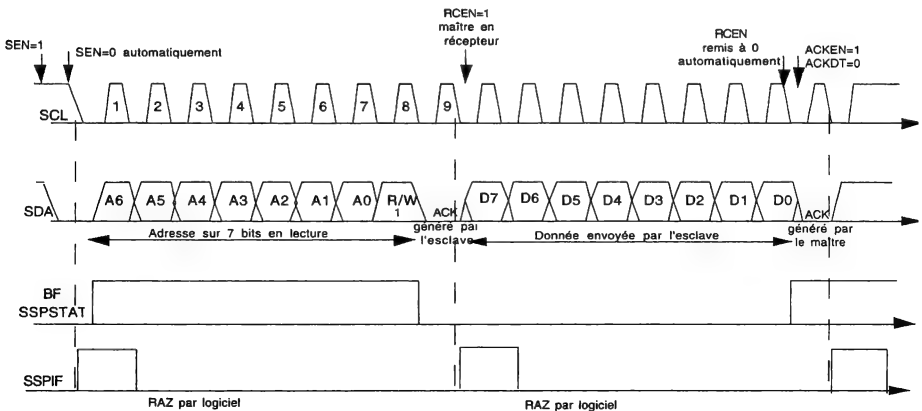 RCEN=1
maître en
récepteur
RCEN
remis à 0
automatiquement
ACKEN=1
ACKDT=0
SEN=1
SEN=0 automatiquement
SCL
1 2 3 4 5 6 7 8 9
SDA
A6 A5 A4 A3 A2 A1 A0 R/W
1
ACK
généré par
l'esclave
D7 D6 D5 D4 D3 D2 D1 D0
ACK
généré par
le maître
Adresse sur 7 bits en lecture
Donnée envoyée par l'esclave
BF
SSPSTAT
SSPIF
RAZ par logiciel
RAZ par logiciel